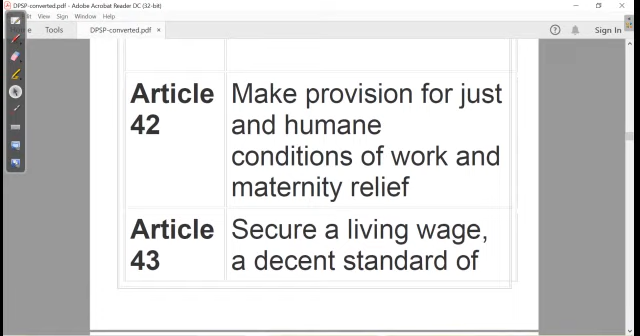 DPSP-converted.pdf - Adobe Acrobat Reader DC (32-bit)
Edit View Sign Window Help
Home Tools DPSP-converted.pdf × Sign In
Article 42 Make provision for just
and humane
conditions of work and
maternity relief
Article 43 Secure a living wage,
a decent standard of